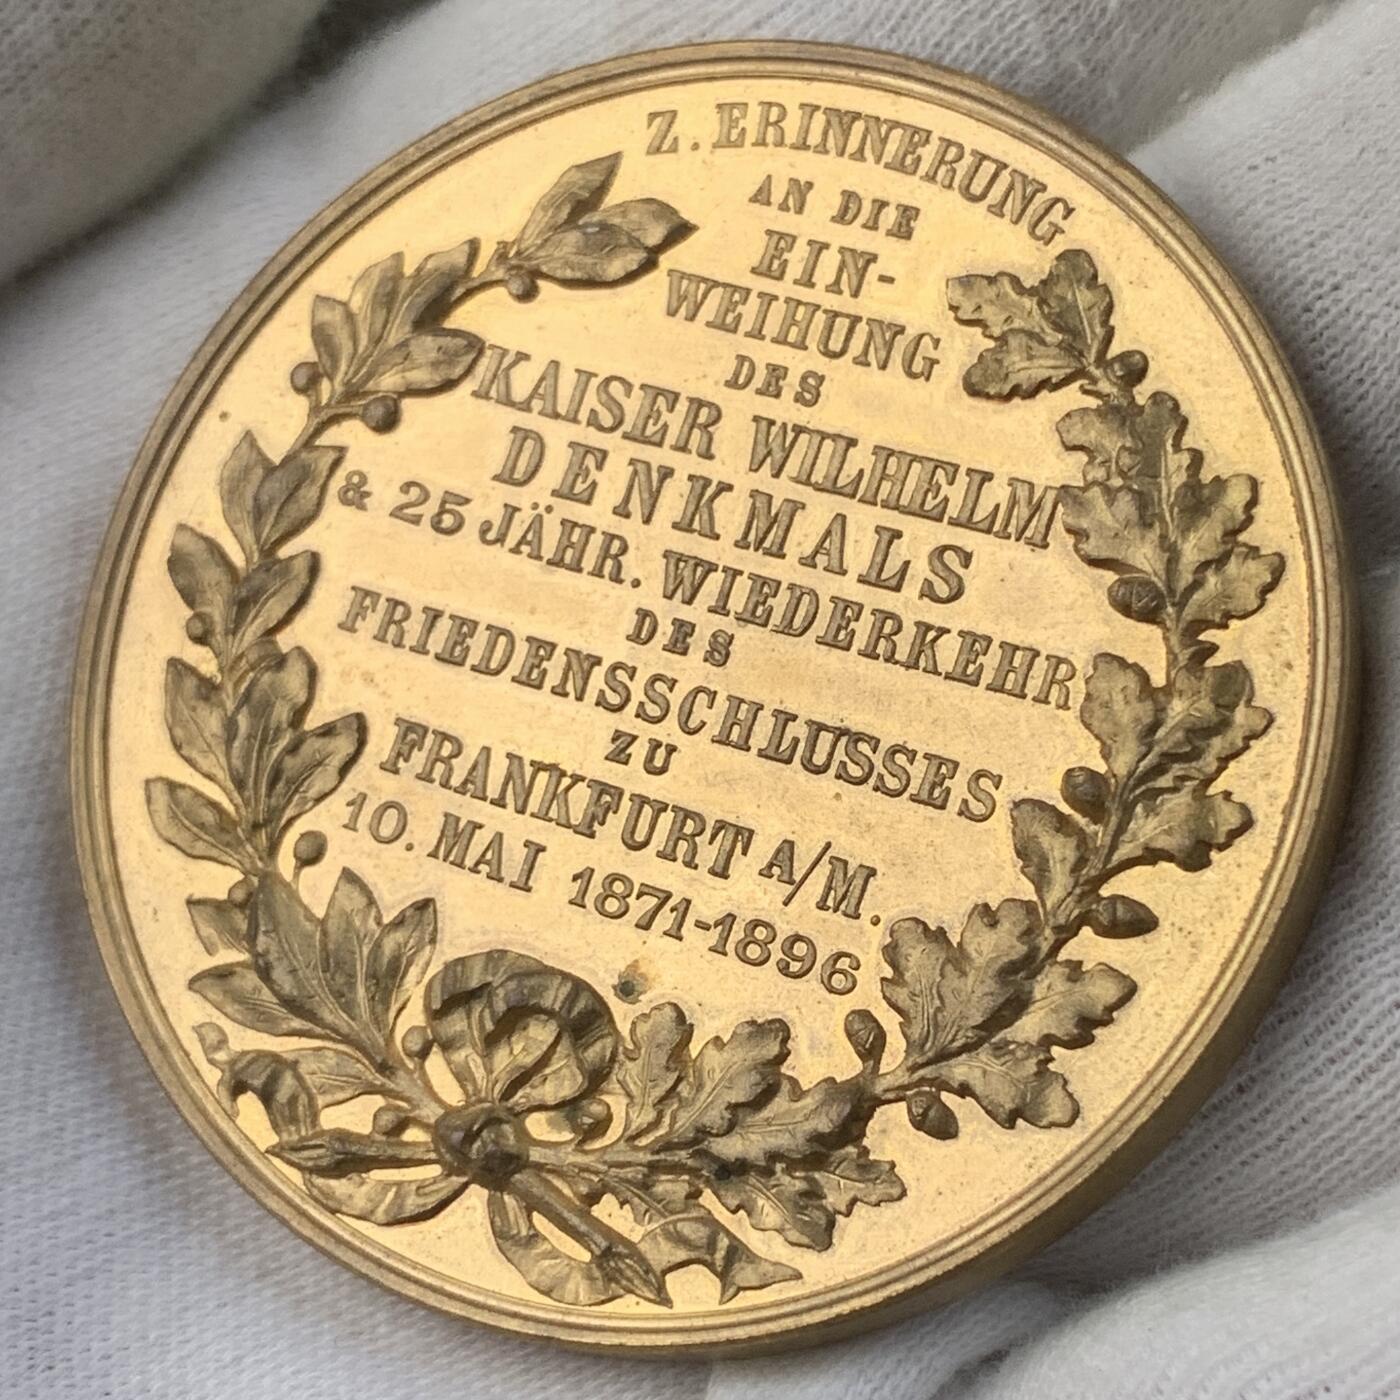 Z. ERINNERUNG
AN DIE
EIN-
WEIHUNG
DES
KAISER WILHELM
DENKMALS
& 25 JÄHR. WIEDERKEHR
DES
FRIEDENSSCHLUSSES
ZU
FRANKFURT A/M.
10. MAI 1871-1896